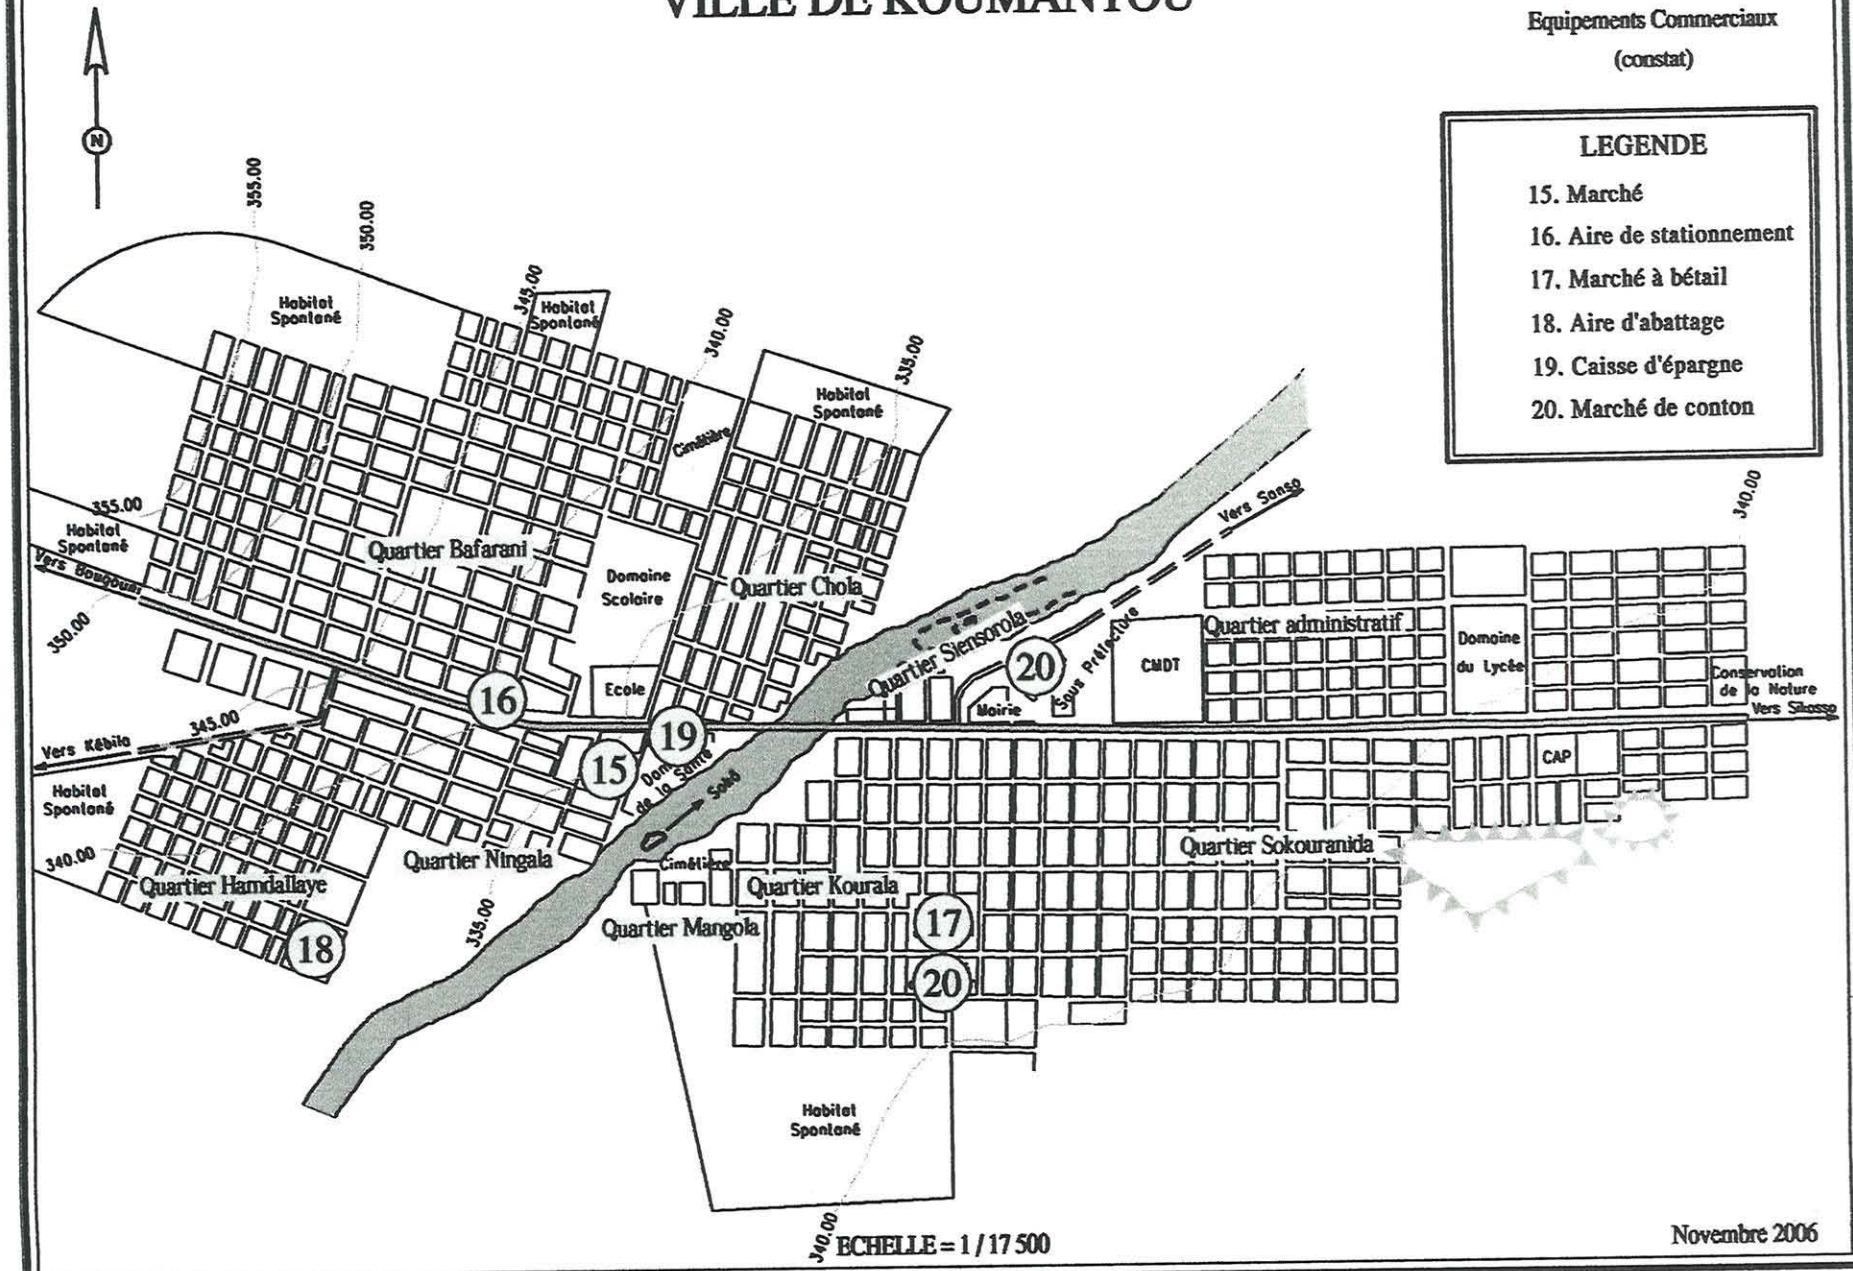 VILLE DE KOUMANTOU
Equipements Commerciaux
(constat)
LEGENDE
15. Marché
16. Aire de stationnement
17. Marché à bétail
18. Aire d'abattage
19. Caisse d'épargne
20. Marché de conton
N
355.00
350.00
345.00
340.00
335.00
Habitat
Spontané
Habitat
Spontané
Habitat
Spontané
Cimétière
355.00
Habitat
Spontané
Vers Bougouni
350.00
Quartier Bafarani
Domaine
Scolaire
Quartier Chola
Ecole
Vers Sanso
340.00
Quartier Siensorola
20
Sous Préfecture
Mairie
CMDT
Quartier administratif
Domaine
du Lycée
Conservation
de la Nature
Vers Sikasso
16
19
15
345.00
Vers Kébila
Habitat
Spontané
340.00
de la Santé
Sobé
CAP
Quartier Ningala
Quartier Hamdallaye
18
335.00
Cimétière
Quartier Kourala
Quartier Mangola
Quartier Sokouranida
17
20
Habitat
Spontané
340.00
ECHELLE = 1 / 17 500
Novembre 2006